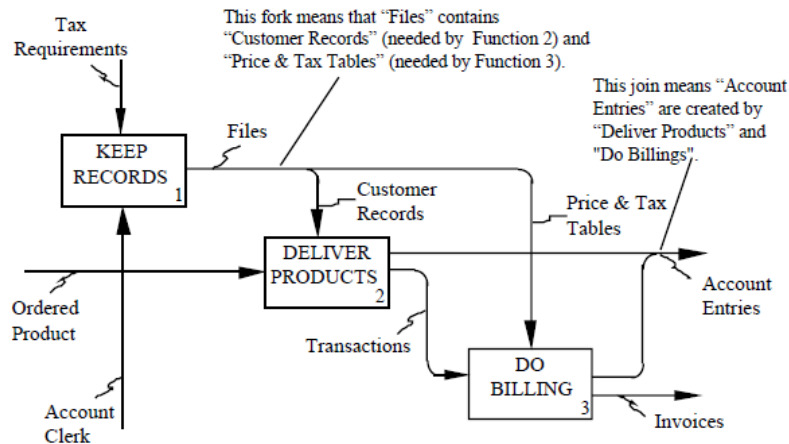 Tax
Requirements
This fork means that “Files” contains
“Customer Records” (needed by Function 2) and
“Price & Tax Tables” (needed by Function 3).
This join means “Account
Entries” are created by
“Deliver Products” and
"Do Billings".
Files
KEEP
RECORDS
1
Customer
Records
Price & Tax
Tables
DELIVER
PRODUCTS
2
Ordered
Product
Account
Entries
Transactions
DO
BILLING
3
Account
Clerk
Invoices